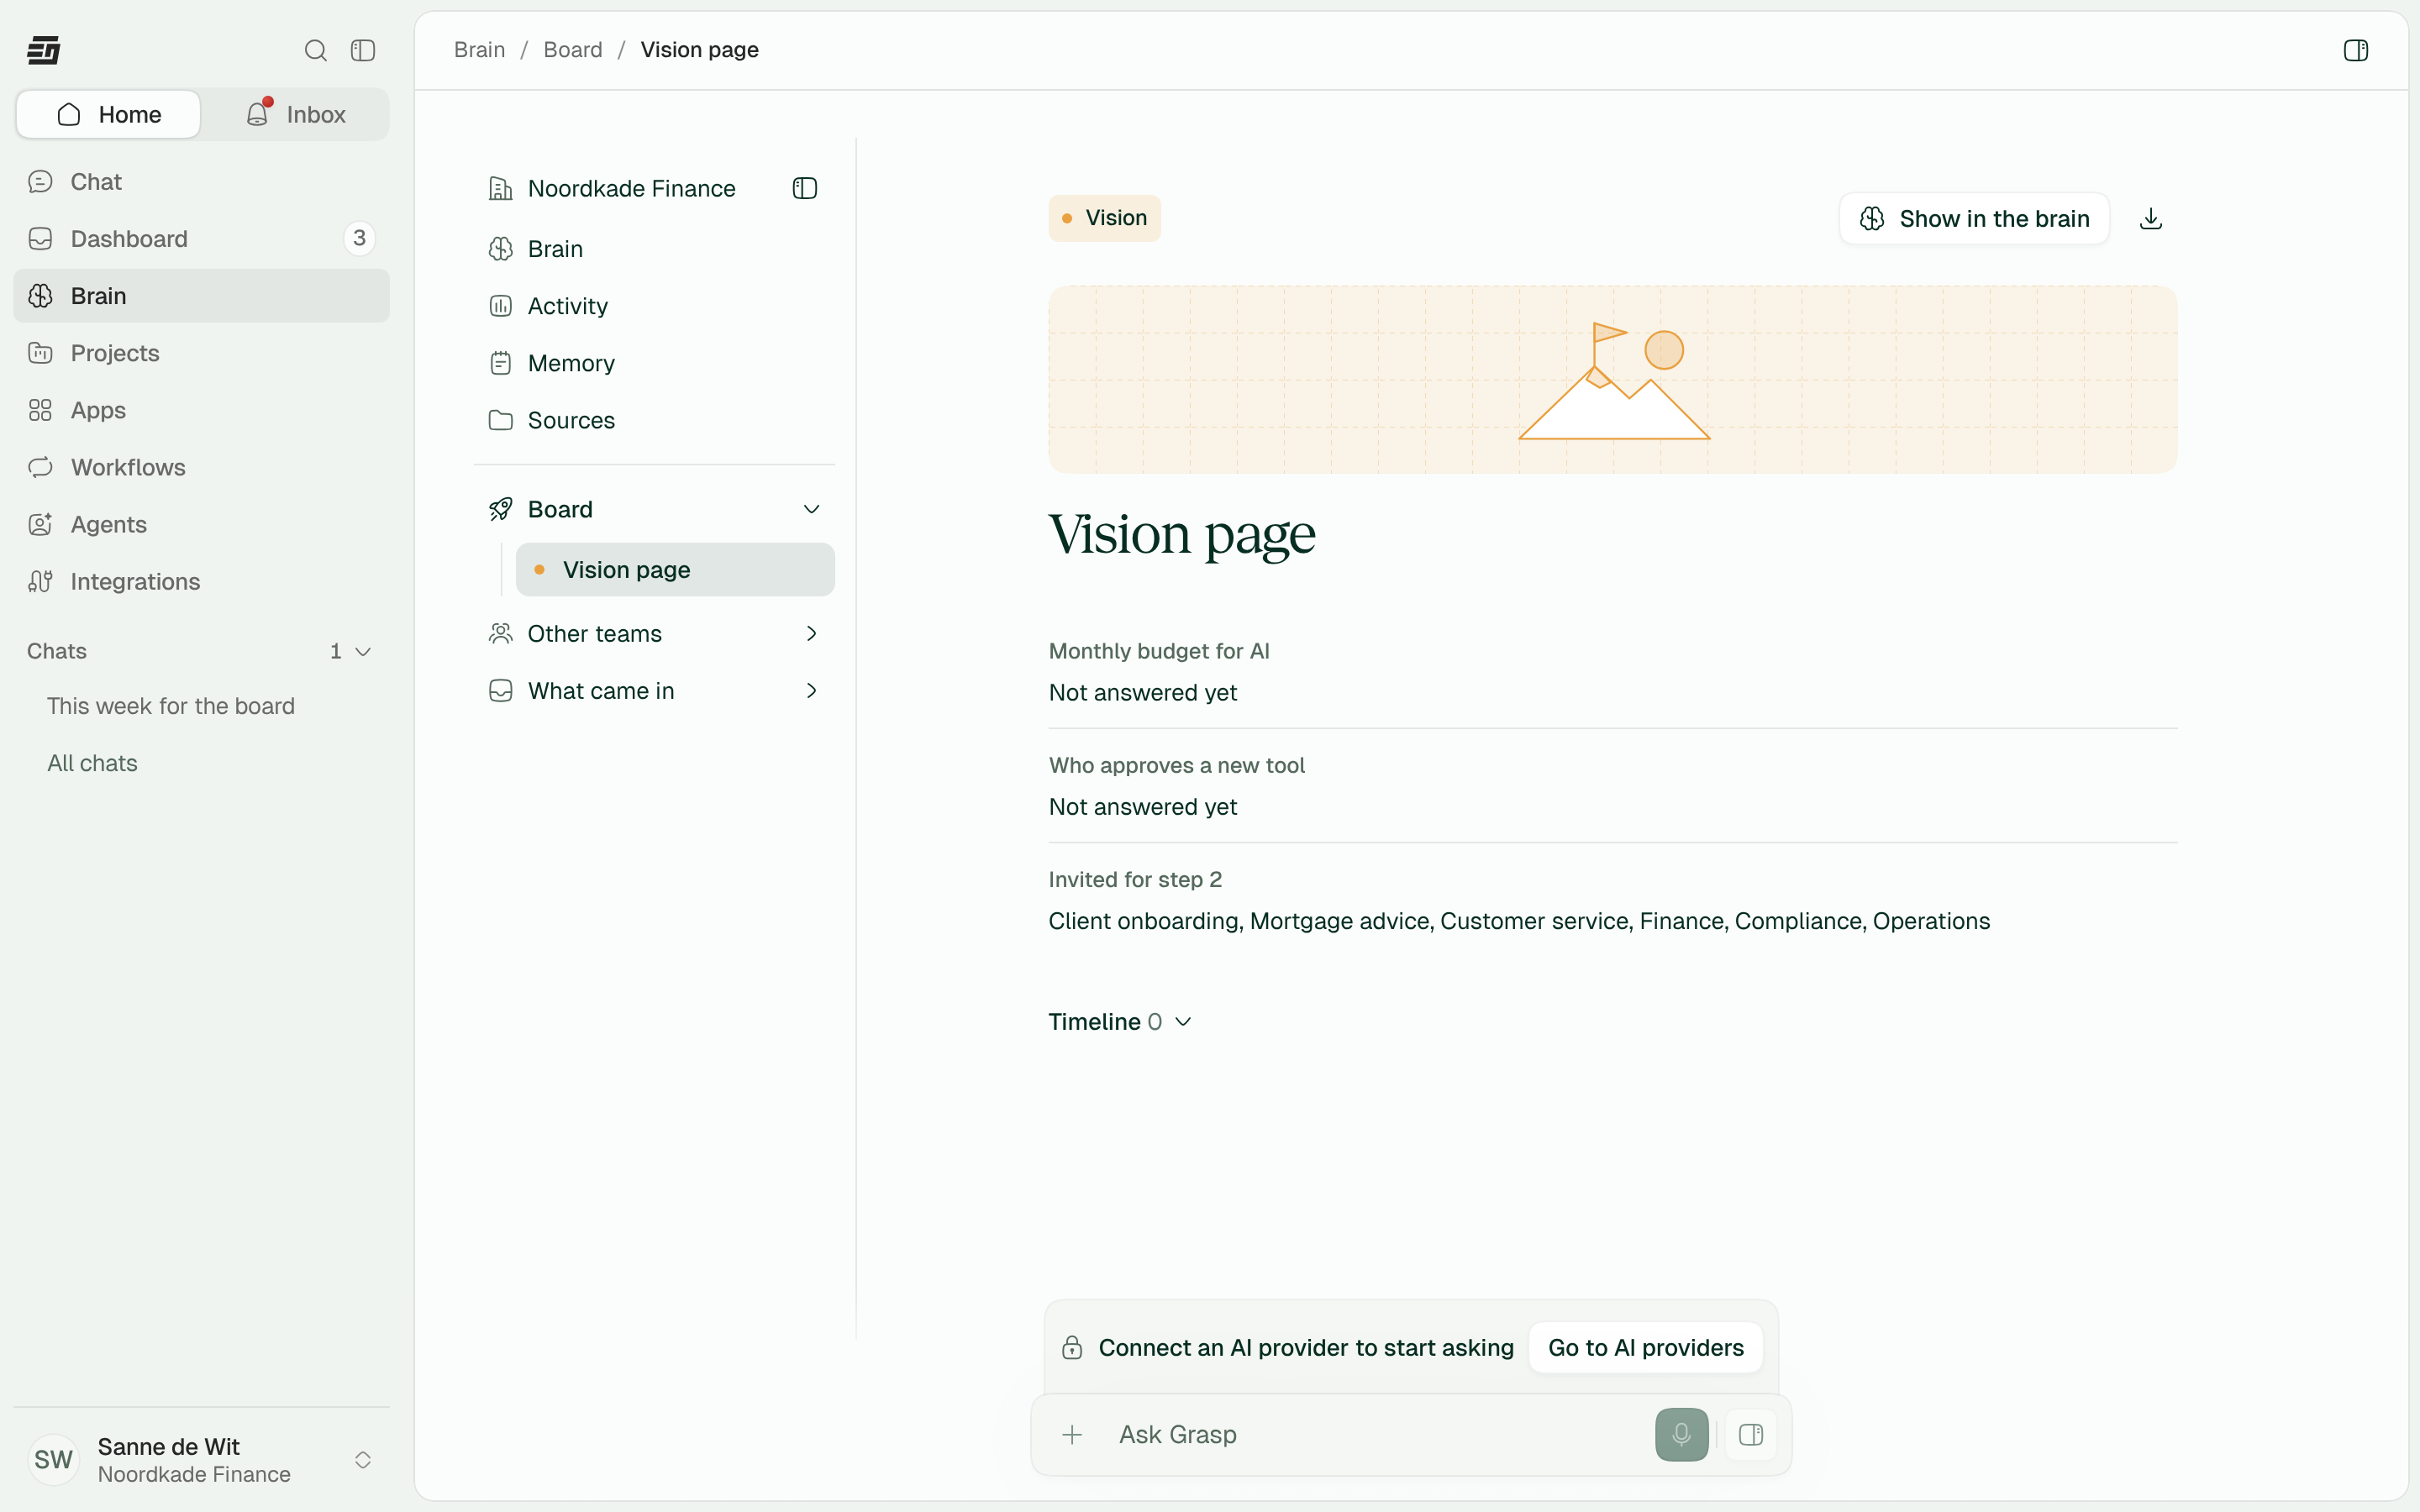 Home
Inbox
Chat
Dashboard 3
Brain
Projects
Apps
Workflows
Agents
Integrations
Chats 1
This week for the board
All chats
SW
Sanne de Wit
Noordkade Finance
Brain / Board / Vision page
Noordkade Finance
Brain
Activity
Memory
Sources
Board
Vision page
Other teams
What came in
Vision
Show in the brain
Vision page
Monthly budget for AI
Not answered yet
Who approves a new tool
Not answered yet
Invited for step 2
Client onboarding, Mortgage advice, Customer service, Finance, Compliance, Operations
Timeline 0
Connect an AI provider to start asking
Go to AI providers
Ask Grasp